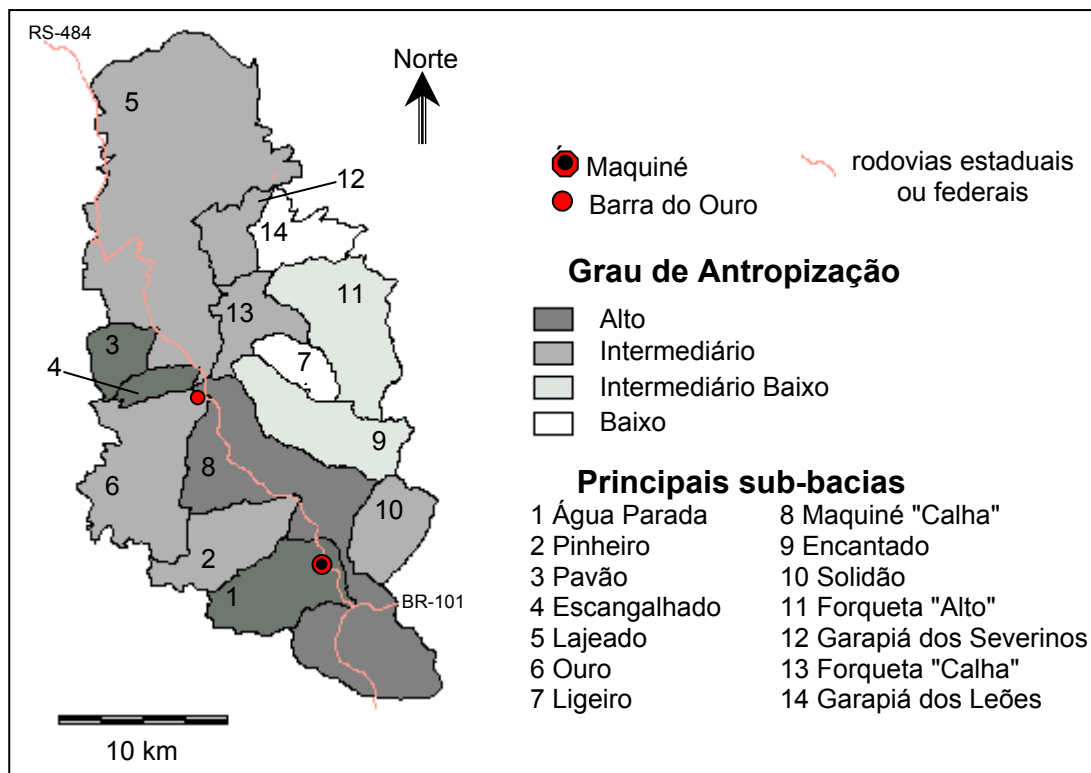 RS-484
Norte
5
12
14
11
13
3
4
7
9
8
6
10
2
1
BR-101
10 km
Maquiné
Barra do Ouro
rodovias estaduais
ou federais
Grau de Antropização
Alto
Intermediário
Intermediário Baixo
Baixo
Principais sub-bacias
1 Água Parada
2 Pinheiro
3 Pavão
4 Escangalhado
5 Lajeado
6 Ouro
7 Ligeiro
8 Maquiné "Calha"
9 Encantado
10 Solidão
11 Forqueta "Alto"
12 Garapiá dos Severinos
13 Forqueta "Calha"
14 Garapiá dos Leões